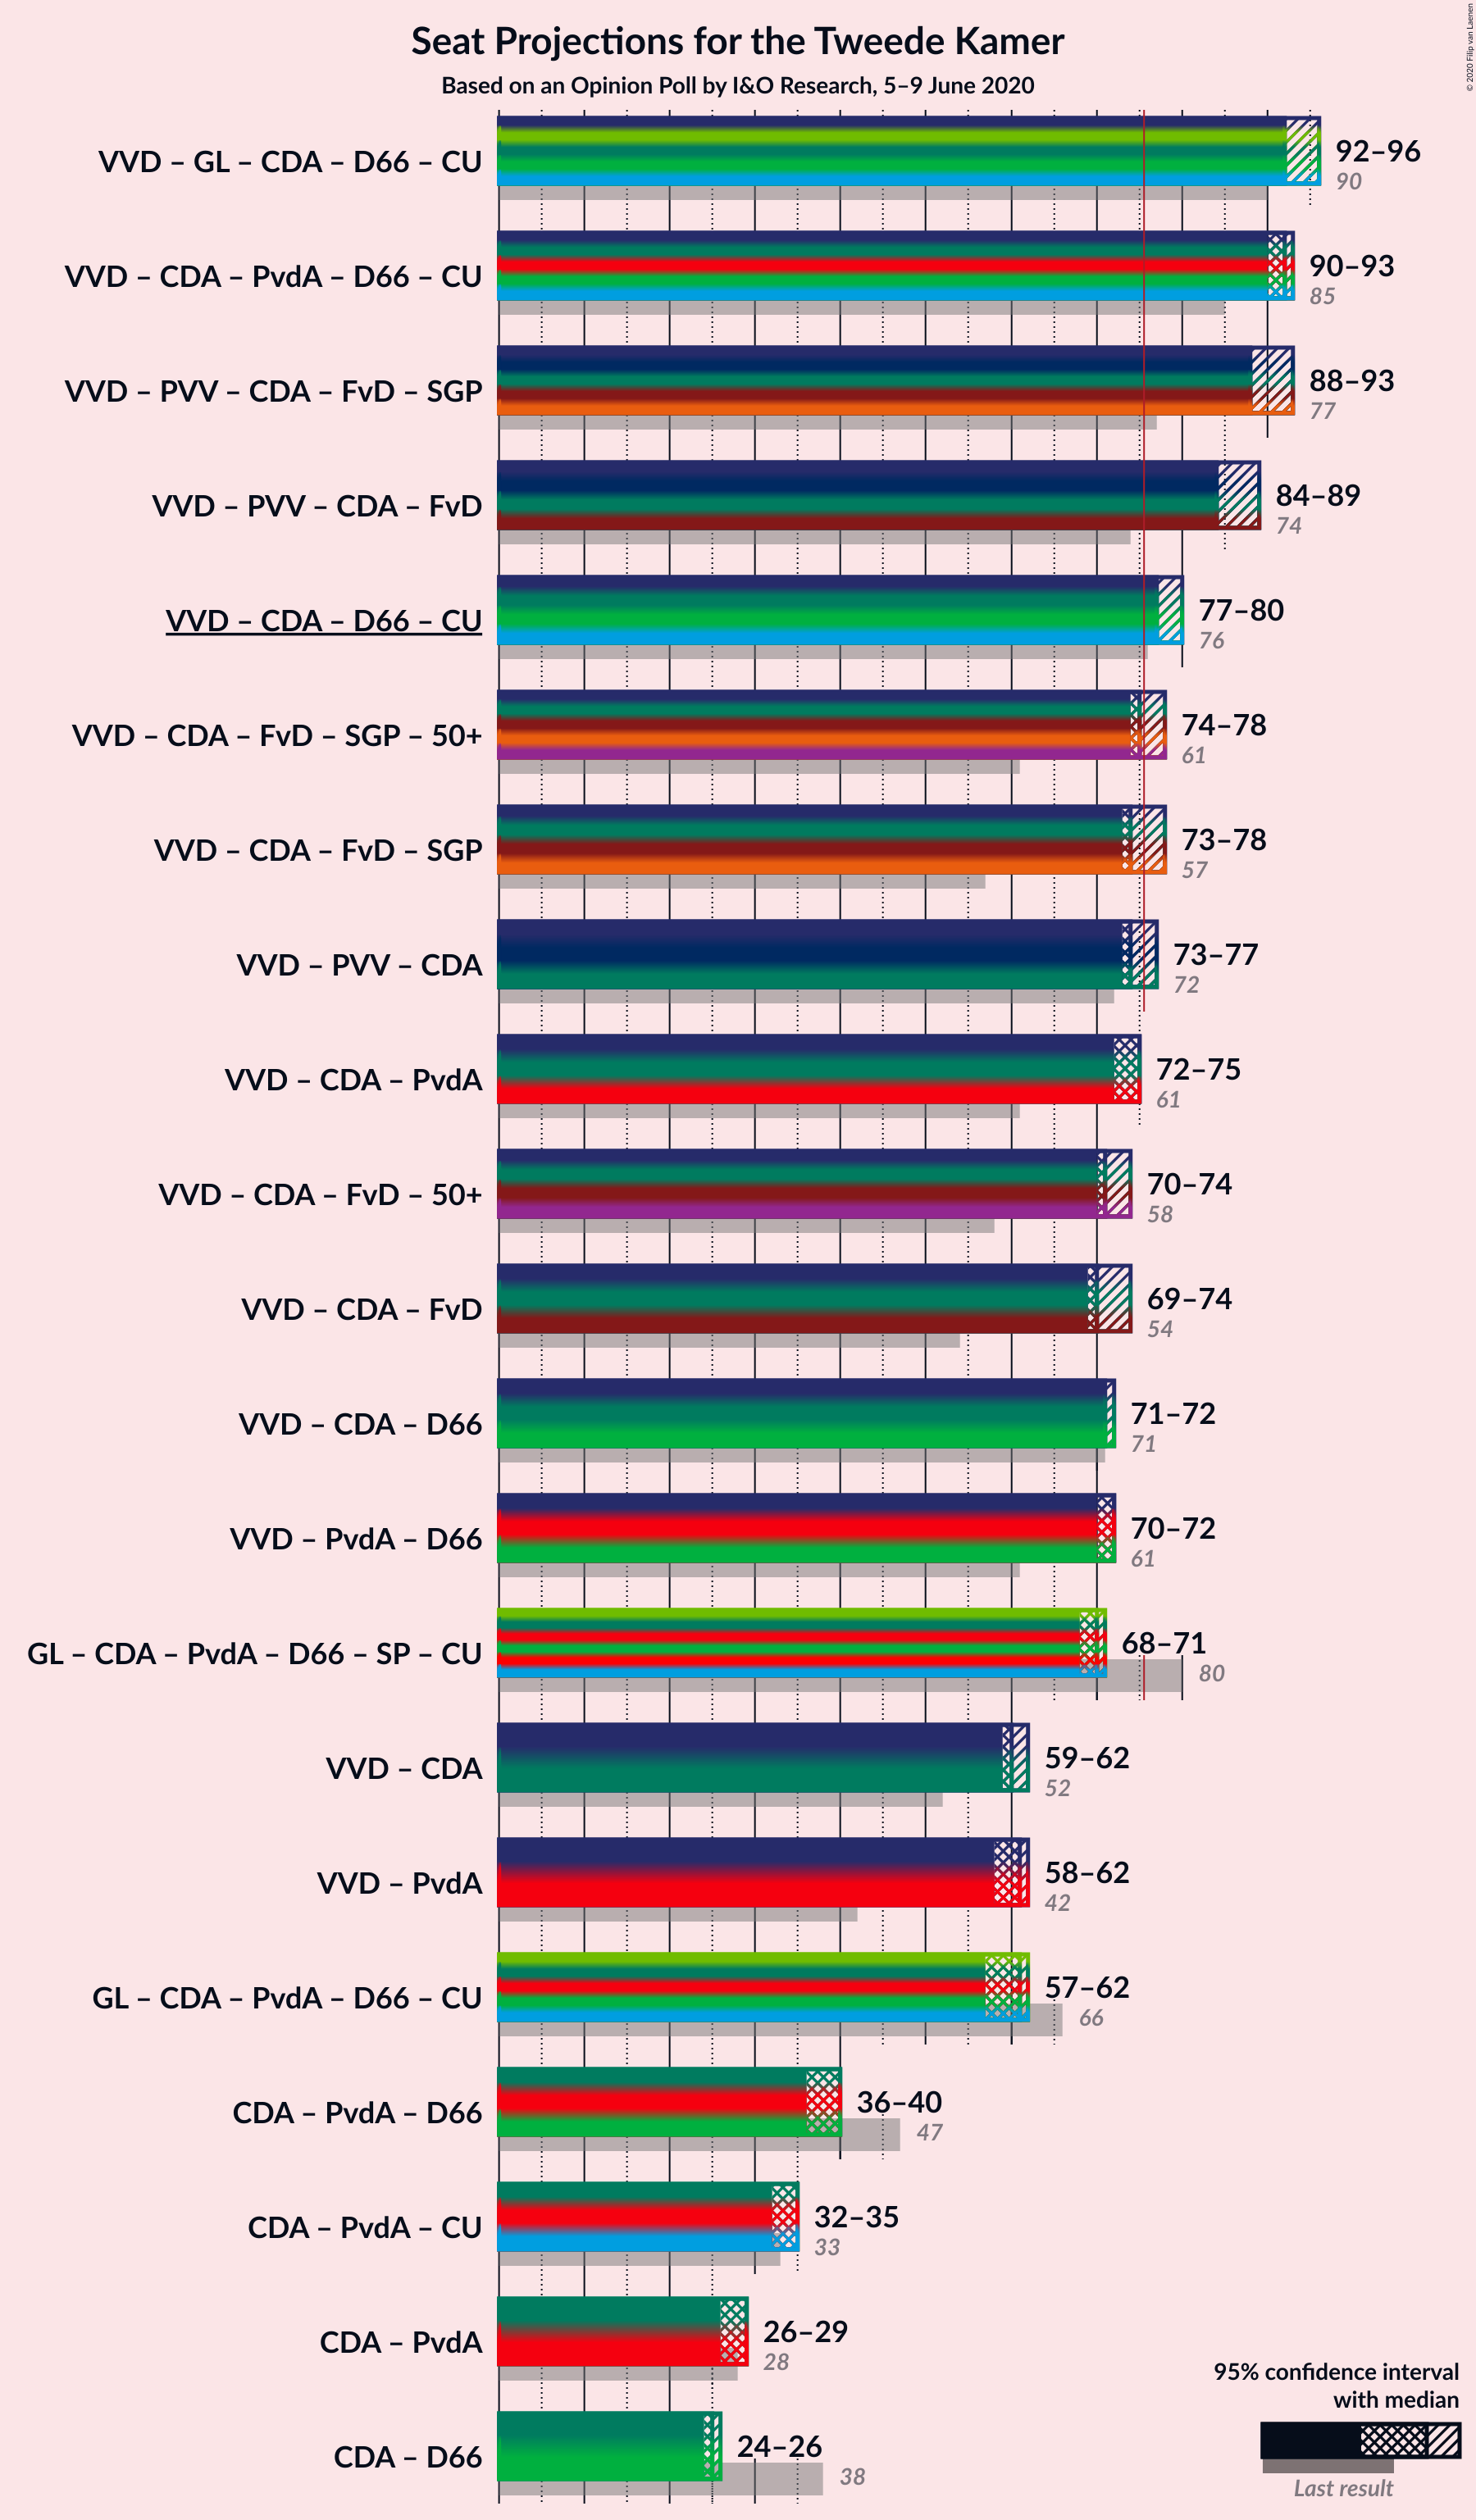 Seat Projections for the Tweede Kamer
Based on an Opinion Poll by I&O Research, 5–9 June 2020
© 2020 Filip van Laenen
VVD – GL – CDA – D66 – CU
92–96
90
VVD – CDA – PvdA – D66 – CU
90–93
85
VVD – PVV – CDA – FvD – SGP
88–93
77
VVD – PVV – CDA – FvD
84–89
74
VVD – CDA – D66 – CU
77–80
76
VVD – CDA – FvD – SGP – 50+
74–78
61
VVD – CDA – FvD – SGP
73–78
57
VVD – PVV – CDA
73–77
72
VVD – CDA – PvdA
72–75
61
VVD – CDA – FvD – 50+
70–74
58
VVD – CDA – FvD
69–74
54
VVD – CDA – D66
71–72
71
VVD – PvdA – D66
70–72
61
GL – CDA – PvdA – D66 – SP – CU
68–71
80
VVD – CDA
59–62
52
VVD – PvdA
58–62
42
GL – CDA – PvdA – D66 – CU
57–62
66
CDA – PvdA – D66
36–40
47
CDA – PvdA – CU
32–35
33
CDA – PvdA
26–29
28
CDA – D66
24–26
38
95% confidence interval
with median
Last result